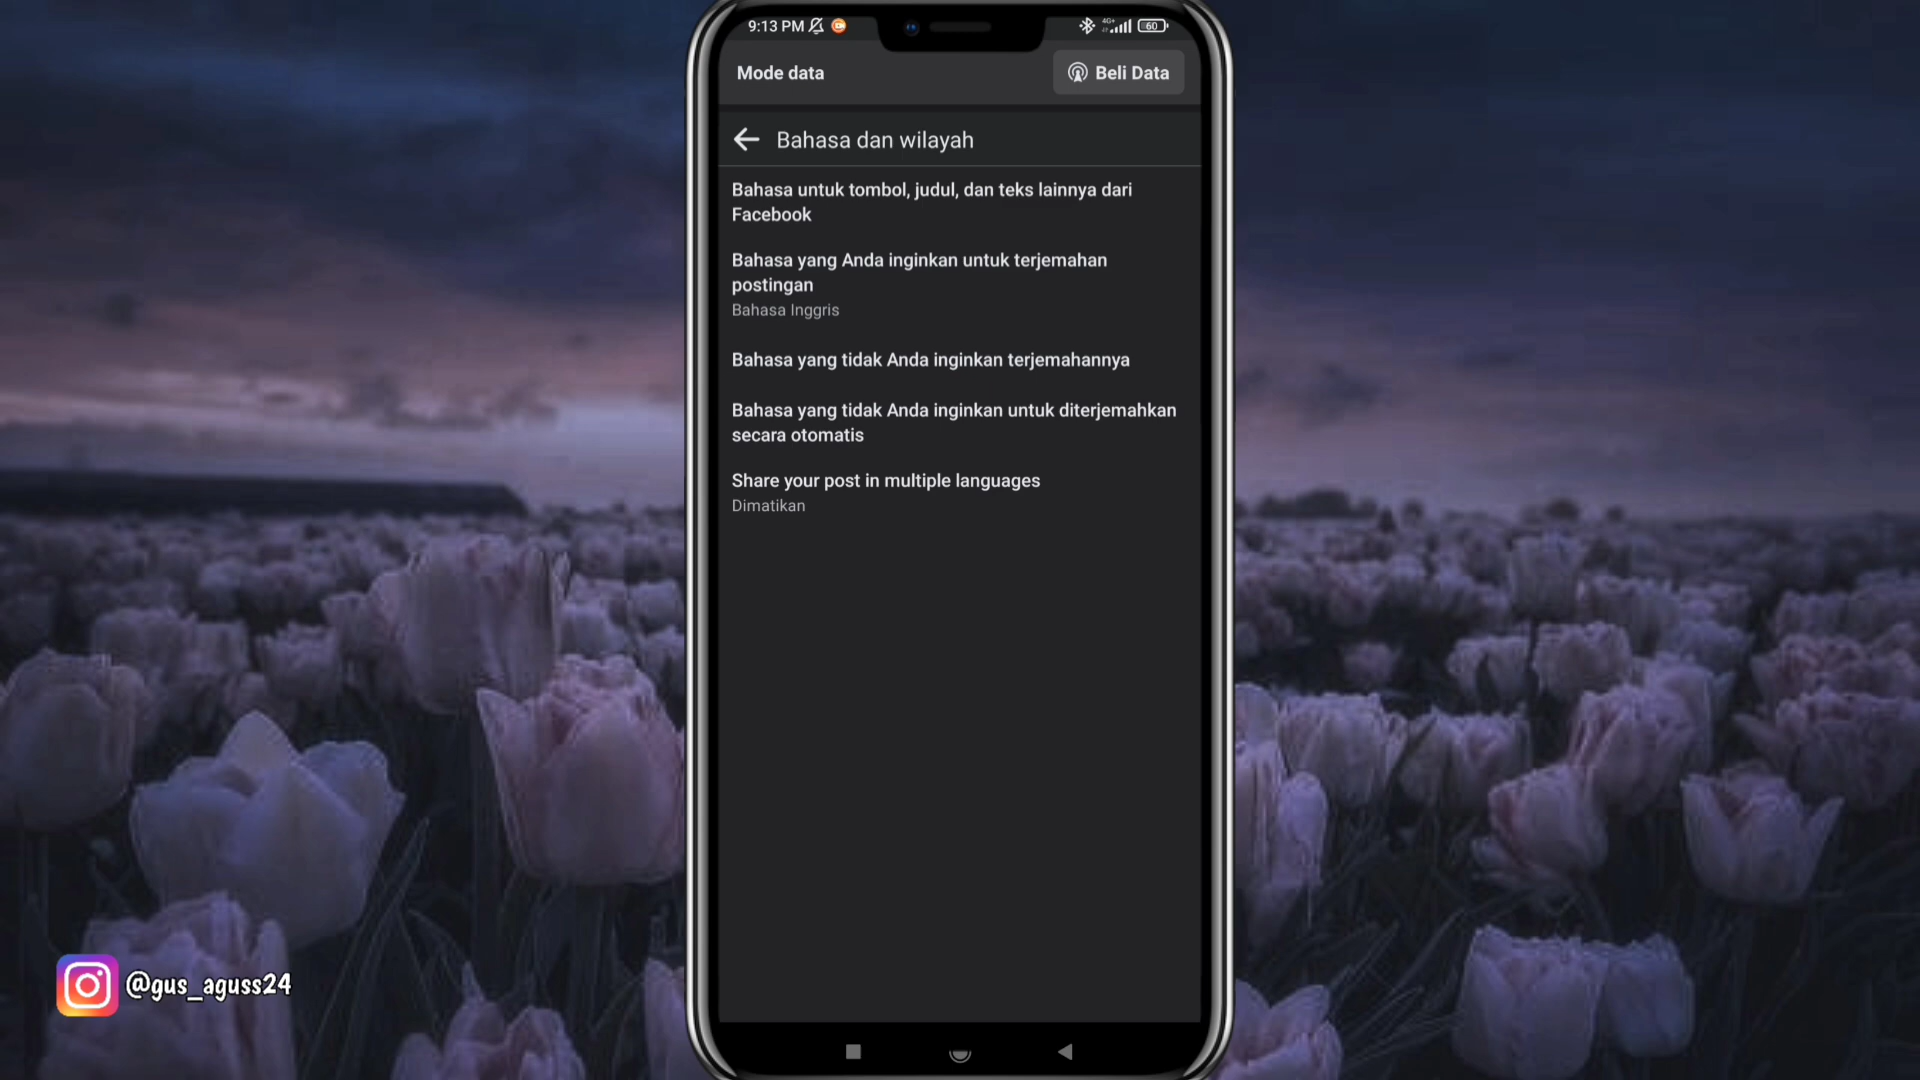 9:13 PM
4G+
60
Mode data
Beli Data
Bahasa dan wilayah
Bahasa untuk tombol, judul, dan teks lainnya dari
Facebook
Bahasa yang Anda inginkan untuk terjemahan
postingan
Bahasa Inggris
Bahasa yang tidak Anda inginkan terjemahannya
Bahasa yang tidak Anda inginkan untuk diterjemahkan
secara otomatis
Share your post in multiple languages
Dimatikan
@gus_aguss24